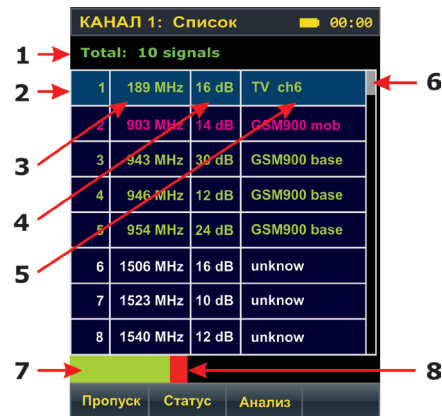 КАНАЛ 1: Список 00:00
1 Total: 10 signals
2 1 189 MHz 16 dB TV ch6 6
2 903 MHz 14 dB GSM900 mob
3 3 943 MHz 30 dB GSM900 base
4 946 MHz 12 dB GSM900 base
4 5 954 MHz 24 dB GSM900 base
5 6 1506 MHz 16 dB unknow
7 1523 MHz 10 dB unknow
8 1540 MHz 12 dB unknow
7 8
Пропуск Статус Анализ